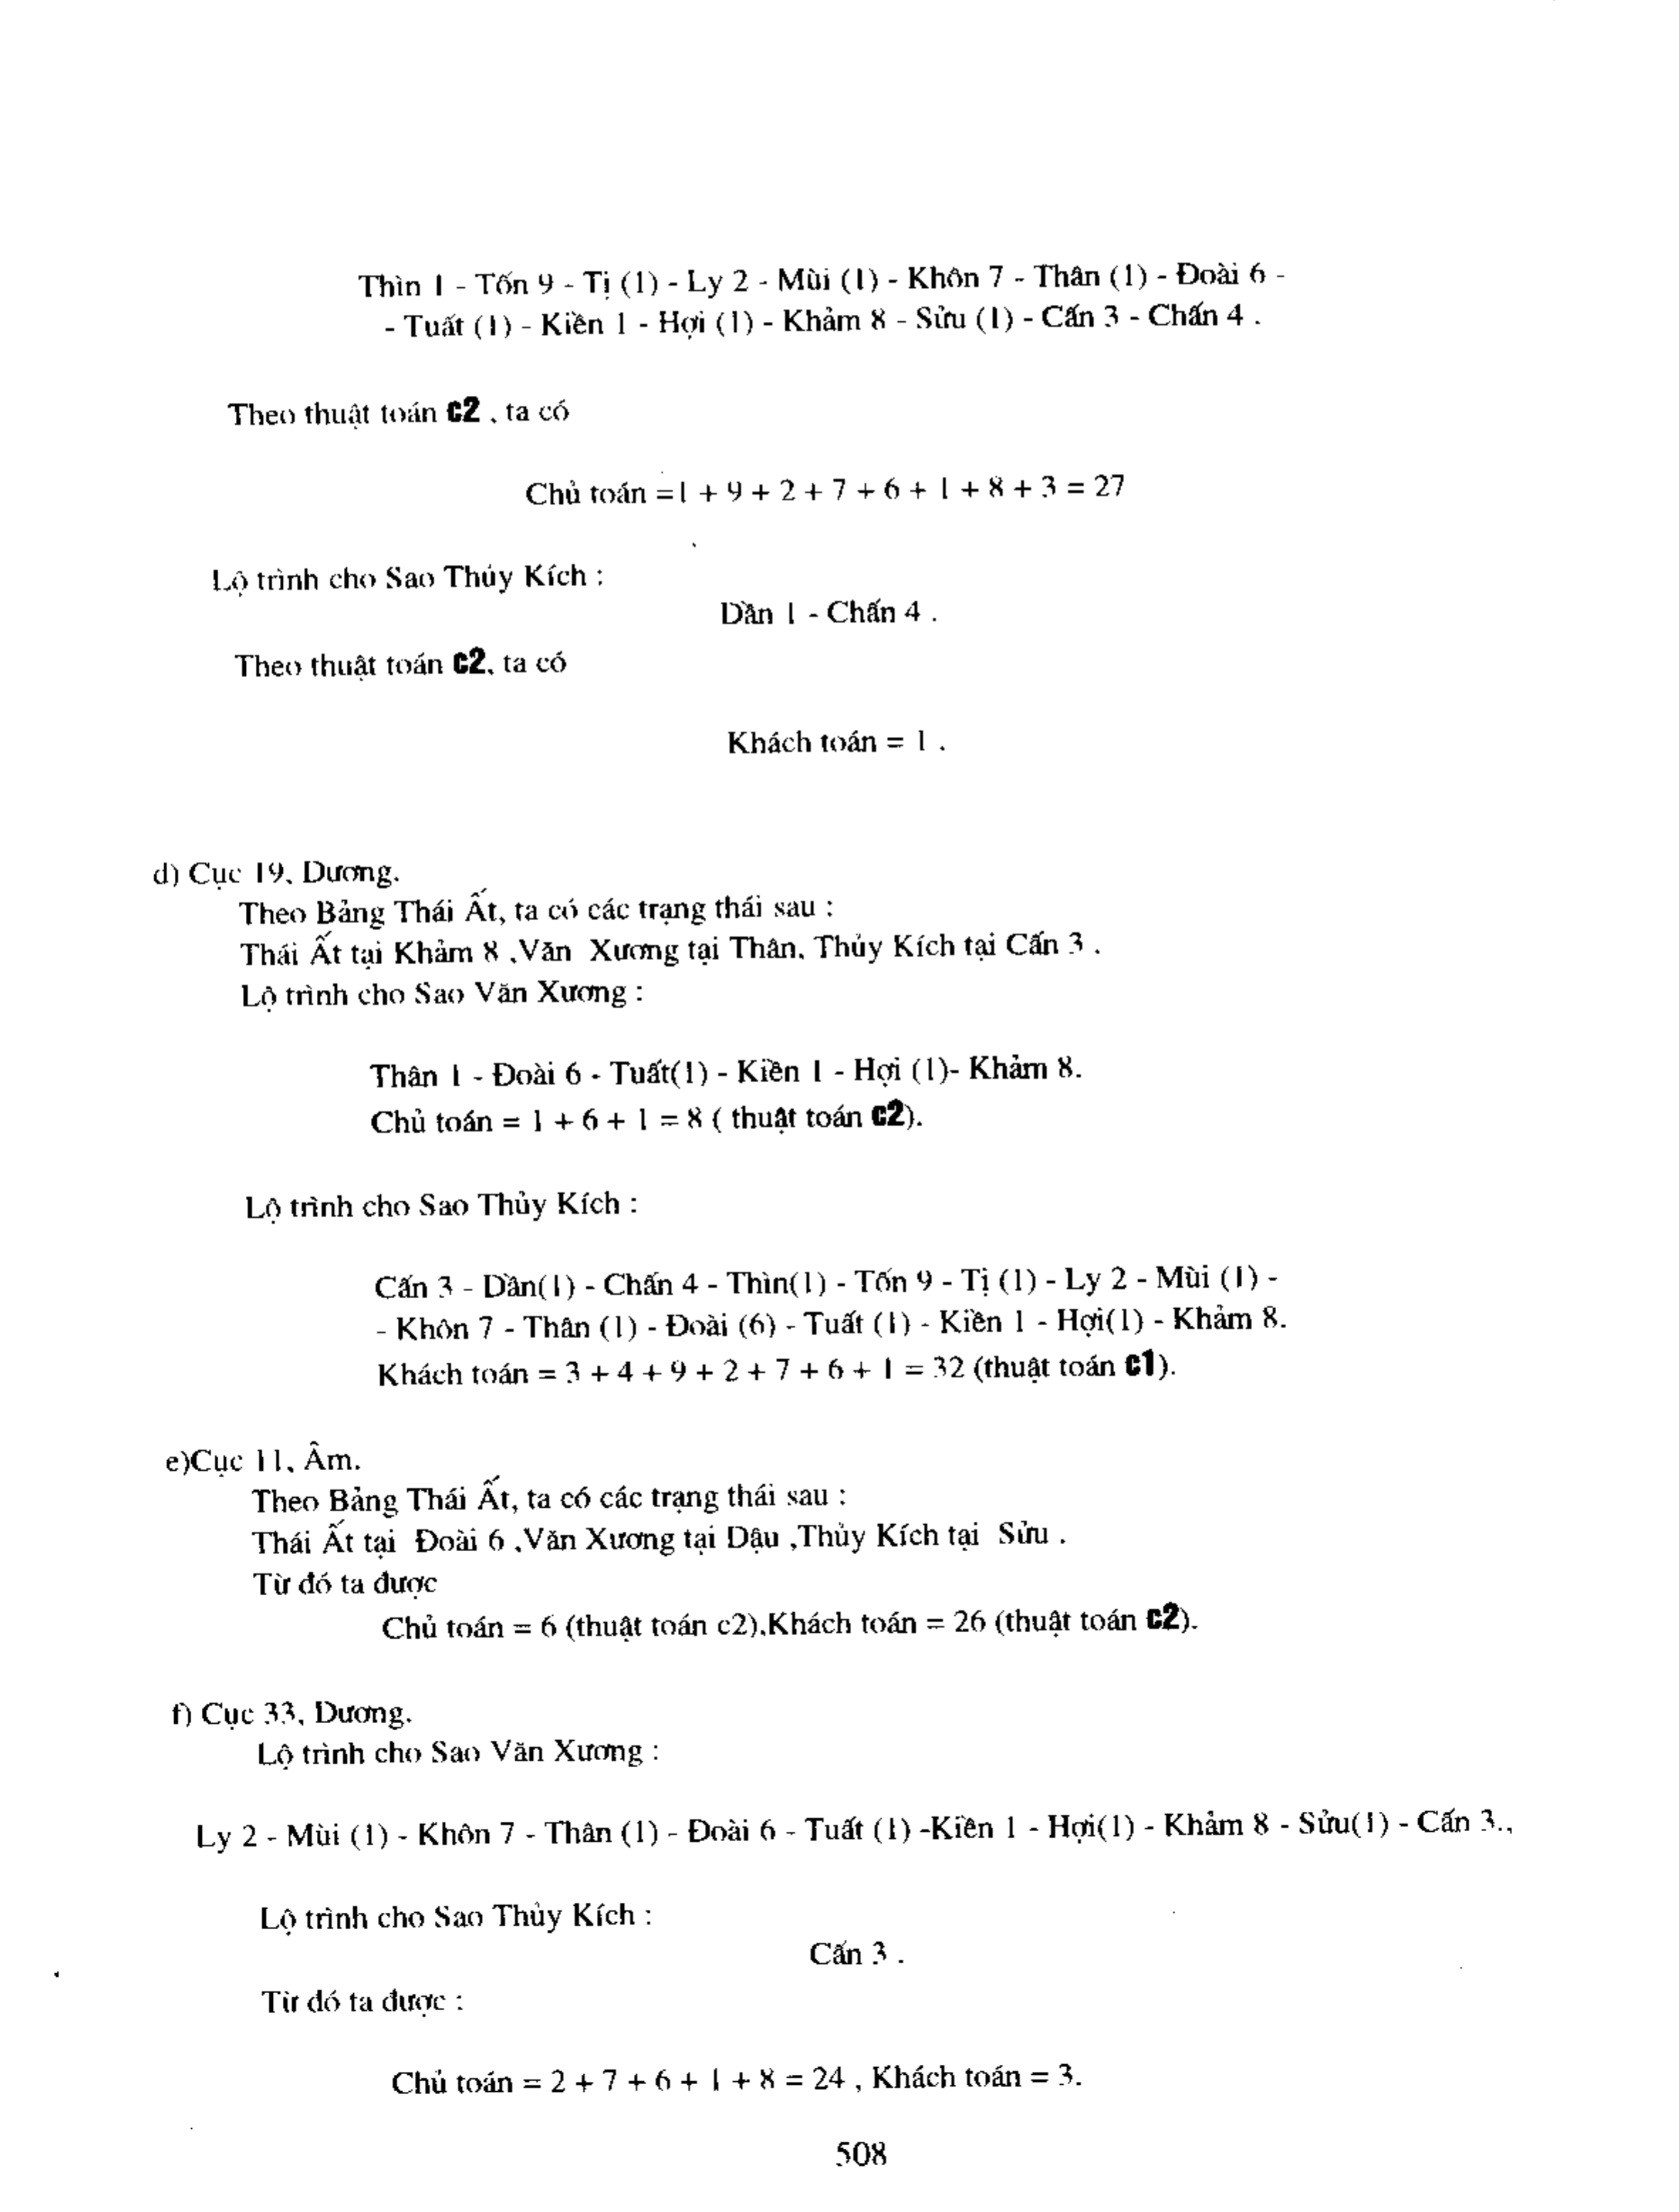 Thìn 1 - Tốn 9 - Tị (1) - Ly 2 - Mùi (1) - Khôn 7 - Thân (1) - Đoài 6 -
- Tuất (1) - Kiền 1 - Hợi (1) - Khảm 8 - Sửu (1) - Cấn 3 - Chấn 4 .
Theo thuật toán c2 , ta có
Chủ toán =1 + 9 + 2 + 7 + 6 + 1 + 8 + 3 = 27
Lộ trình cho Sao Thủy Kích :
Dần 1 - Chấn 4 .
Theo thuật toán c2, ta có
Khách toán = 1 .
d) Cục 19, Dương.
Theo Bảng Thái Ất, ta có các trạng thái sau :
Thái Ất tại Khảm 8 ,Văn Xương tại Thân, Thủy Kích tại Cấn 3 .
Lộ trình cho Sao Văn Xương :
Thân 1 - Đoài 6 - Tuất(1) - Kiền 1 - Hợi (1)- Khảm 8.
Chủ toán = 1 + 6 + 1 = 8 ( thuật toán c2).
Lộ trình cho Sao Thủy Kích :
Cấn 3 - Dần(1) - Chấn 4 - Thìn(1) - Tốn 9 - Tị (1) - Ly 2 - Mùi (1) -
- Khôn 7 - Thân (1) - Đoài (6) - Tuất (1) - Kiền 1 - Hợi(1) - Khảm 8.
Khách toán = 3 + 4 + 9 + 2 + 7 + 6 + 1 = 32 (thuật toán c1).
e)Cục 11, Âm.
Theo Bảng Thái Ất, ta có các trạng thái sau :
Thái Ất tại Đoài 6 ,Văn Xương tại Dậu ,Thủy Kích tại Sửu .
Từ đó ta được
Chủ toán = 6 (thuật toán c2),Khách toán = 26 (thuật toán c2).
f) Cục 33, Dương.
Lộ trình cho Sao Văn Xương :
Ly 2 - Mùi (1) - Khôn 7 - Thân (1) - Đoài 6 - Tuất (1) -Kiền 1 - Hợi(1) - Khảm 8 - Sửu(1) - Cấn 3.,
Lộ trình cho Sao Thủy Kích :
Cấn 3 .
Từ đó ta được :
Chủ toán = 2 + 7 + 6 + 1 + 8 = 24 , Khách toán = 3.
508